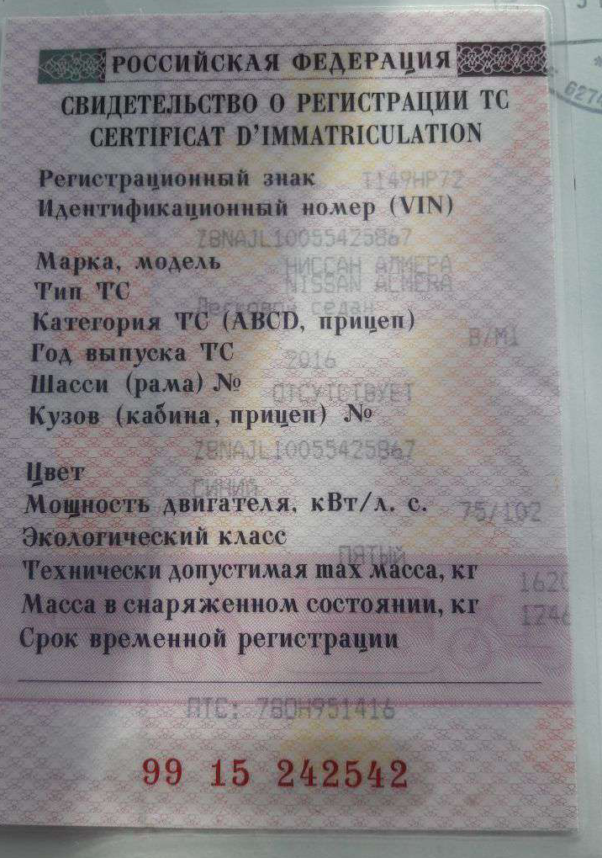 РОССИЙСКАЯ ФЕДЕРАЦИЯ
СВИДЕТЕЛЬСТВО О РЕГИСТРАЦИИ ТС
CERTIFICAT D'IMMATRICULATION
Регистрационный знак Т149НР72
Идентификационный номер (VIN)
Z8NAJL10055425867
Марка, модель НИССАН АЛМЕРА
NISSAN ALMERA
Тип ТС Легковой седан
Категория ТС (ABCD, прицеп) B/M1
Год выпуска ТС 2016
Шасси (рама) № ОТСУТСТВУЕТ
Кузов (кабина, прицеп) №
Z8NAJL10055425867
Цвет СИНИЙ
Мощность двигателя, кВт/л. с. 75/102
Экологический класс ПЯТЫЙ
Технически допустимая max масса, кг 1620
Масса в снаряженном состоянии, кг 1246
Срок временной регистрации
ПТС: 78ОН951416
99 15 242542